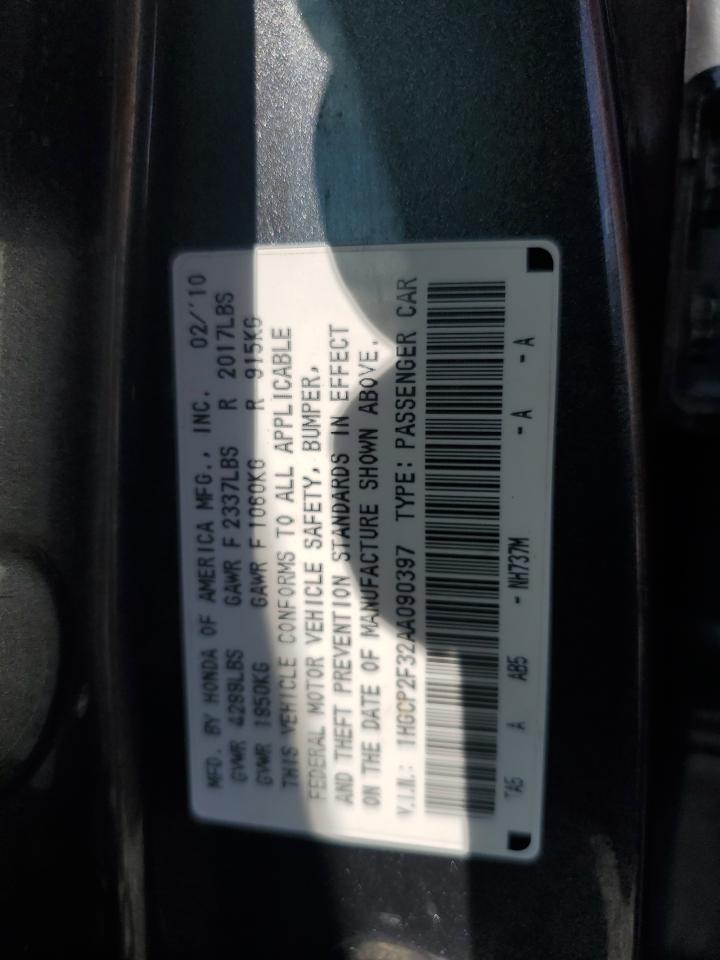 MFD. BY HONDA OF AMERICA MFG., INC. 02/'10
GVWR 4299LBS GAWR F 2337LBS R 2017LBS
GVWR 1950KG GAWR F 1060KG R 915KG
THIS VEHICLE CONFORMS TO ALL APPLICABLE
FEDERAL MOTOR VEHICLE SAFETY, BUMPER,
AND THEFT PREVENTION STANDARDS IN EFFECT
ON THE DATE OF MANUFACTURE SHOWN ABOVE.
V.I.N.: 1HGCP2F32AA090397 TYPE: PASSENGER CAR
TA5 A AB5 - NH737M - A - A